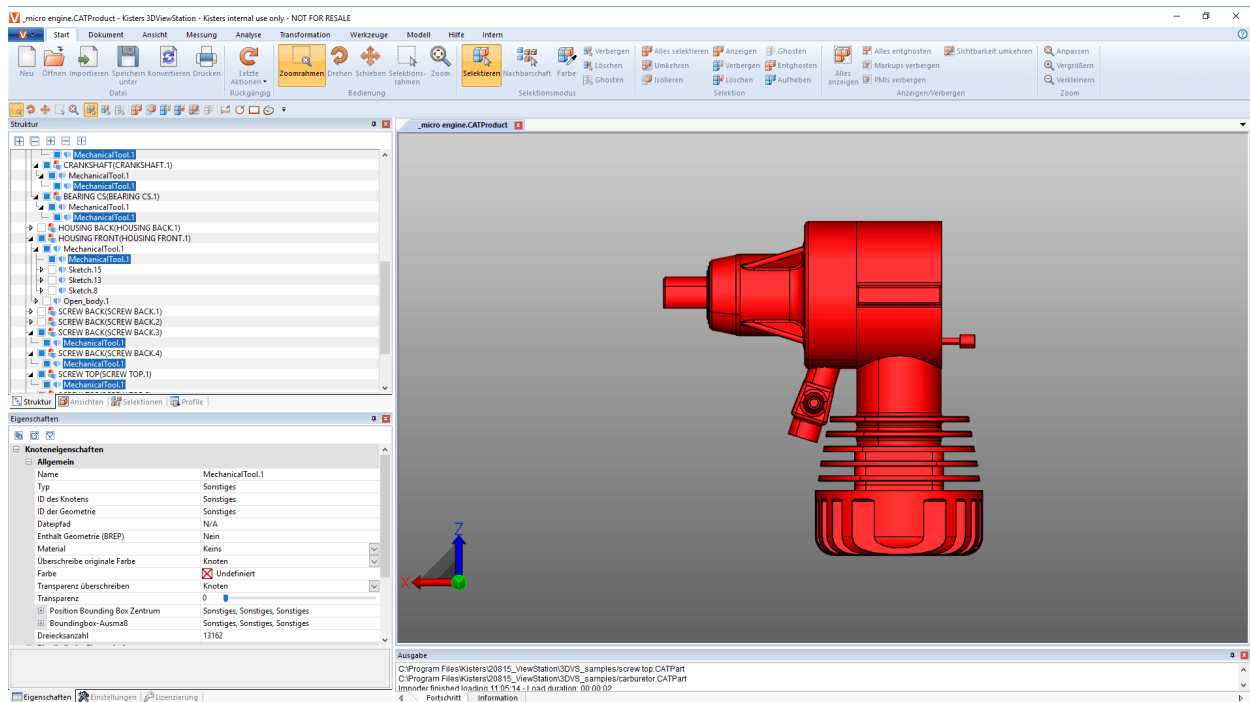 _micro engine.CATProduct - Kisters 3DViewStation - Kisters internal use only - NOT FOR RESALE
Start Dokument Ansicht Messung Analyse Transformation Werkzeuge Modell Hilfe Intern
Neu Öffnen Importieren Speichern unter Konvertieren Drucken
Datei
Letzte Aktionen
Rückgängig
Zoomrahmen Drehen Schieben Selektions-rahmen Zoom
Bedienung
Selektieren Nachbarschaft Farbe Verbergen Löschen Ghosten
Selektionsmodus
Alles selektieren Anzeigen Ghosten
Umkehren Verbergen Entghosten
Isolieren Löschen Aufheben
Selektion
Alles anzeigen
Alles entghosten Sichtbarkeit umkehren
Markups verbergen
PMIs verbergen
Anzeigen/Verbergen
Anpassen
Vergrößern
Verkleinern
Zoom
Struktur
_micro engine.CATProduct
MechanicalTool.1
CRANKSHAFT(CRANKSHAFT.1)
MechanicalTool.1
MechanicalTool.1
BEARING CS(BEARING CS.1)
MechanicalTool.1
MechanicalTool.1
HOUSING BACK(HOUSING BACK.1)
HOUSING FRONT(HOUSING FRONT.1)
MechanicalTool.1
MechanicalTool.1
Sketch.15
Sketch.13
Sketch.8
Open_body.1
SCREW BACK(SCREW BACK.1)
SCREW BACK(SCREW BACK.2)
SCREW BACK(SCREW BACK.3)
MechanicalTool.1
SCREW BACK(SCREW BACK.4)
MechanicalTool.1
SCREW TOP(SCREW TOP.1)
MechanicalTool.1
Struktur Ansichten Selektionen Profile
Eigenschaften
Knoteneigenschaften
Allgemein
Name MechanicalTool.1
Typ Sonstiges
ID des Knotens Sonstiges
ID der Geometrie Sonstiges
Dateipfad N/A
Enthält Geometrie (BREP) Nein
Material Keins
Überschreibe originale Farbe Knoten
Farbe Undefiniert
Transparenz überschreiben Knoten
Transparenz 0
Position Bounding Box Zentrum Sonstiges, Sonstiges, Sonstiges
Boundingbox-Ausmaß Sonstiges, Sonstiges, Sonstiges
Dreiecksanzahl 13162
Eigenschaften Einstellungen Lizenzierung
Z
X
Ausgabe
C:\Program Files\Kisters\20815_ViewStation\3DVS_samples/screw top.CATPart
C:\Program Files\Kisters\20815_ViewStation\3DVS_samples/carburetor.CATPart
Importer finished loading 11:05:14 - Load duration: 00:00:02
Fortschritt Information